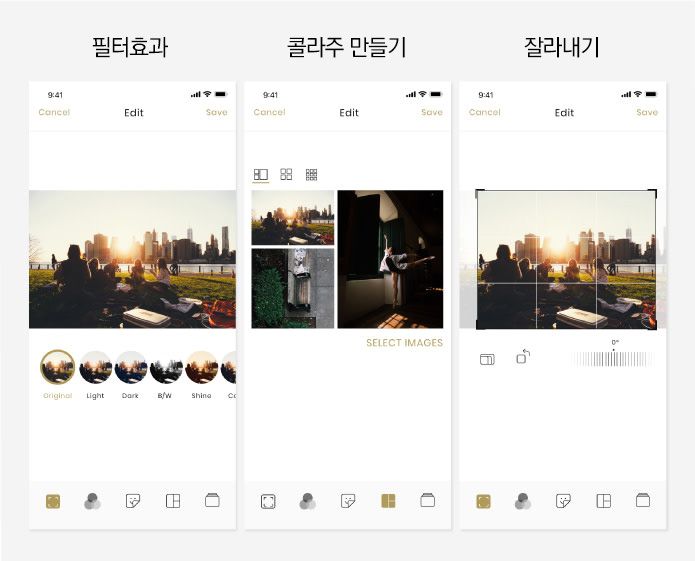 필터효과
콜라주 만들기
잘라내기
9:41
Cancel Edit Save
Original Light Dark B/W Shine
9:41
Cancel Edit Save
SELECT IMAGES
9:41
Cancel Edit Save
0°